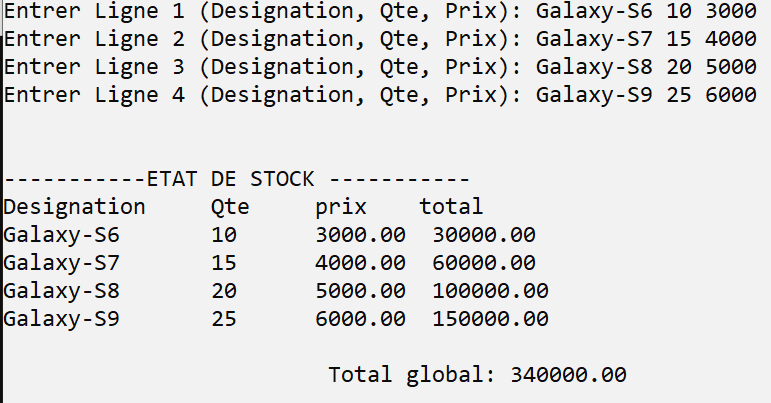 Entrer Ligne 1 (Designation, Qte, Prix): Galaxy-S6 10 3000
Entrer Ligne 2 (Designation, Qte, Prix): Galaxy-S7 15 4000
Entrer Ligne 3 (Designation, Qte, Prix): Galaxy-S8 20 5000
Entrer Ligne 4 (Designation, Qte, Prix): Galaxy-S9 25 6000
-----------ETAT DE STOCK -----------
Designation Qte prix total
Galaxy-S6 10 3000.00 30000.00
Galaxy-S7 15 4000.00 60000.00
Galaxy-S8 20 5000.00 100000.00
Galaxy-S9 25 6000.00 150000.00
Total global: 340000.00